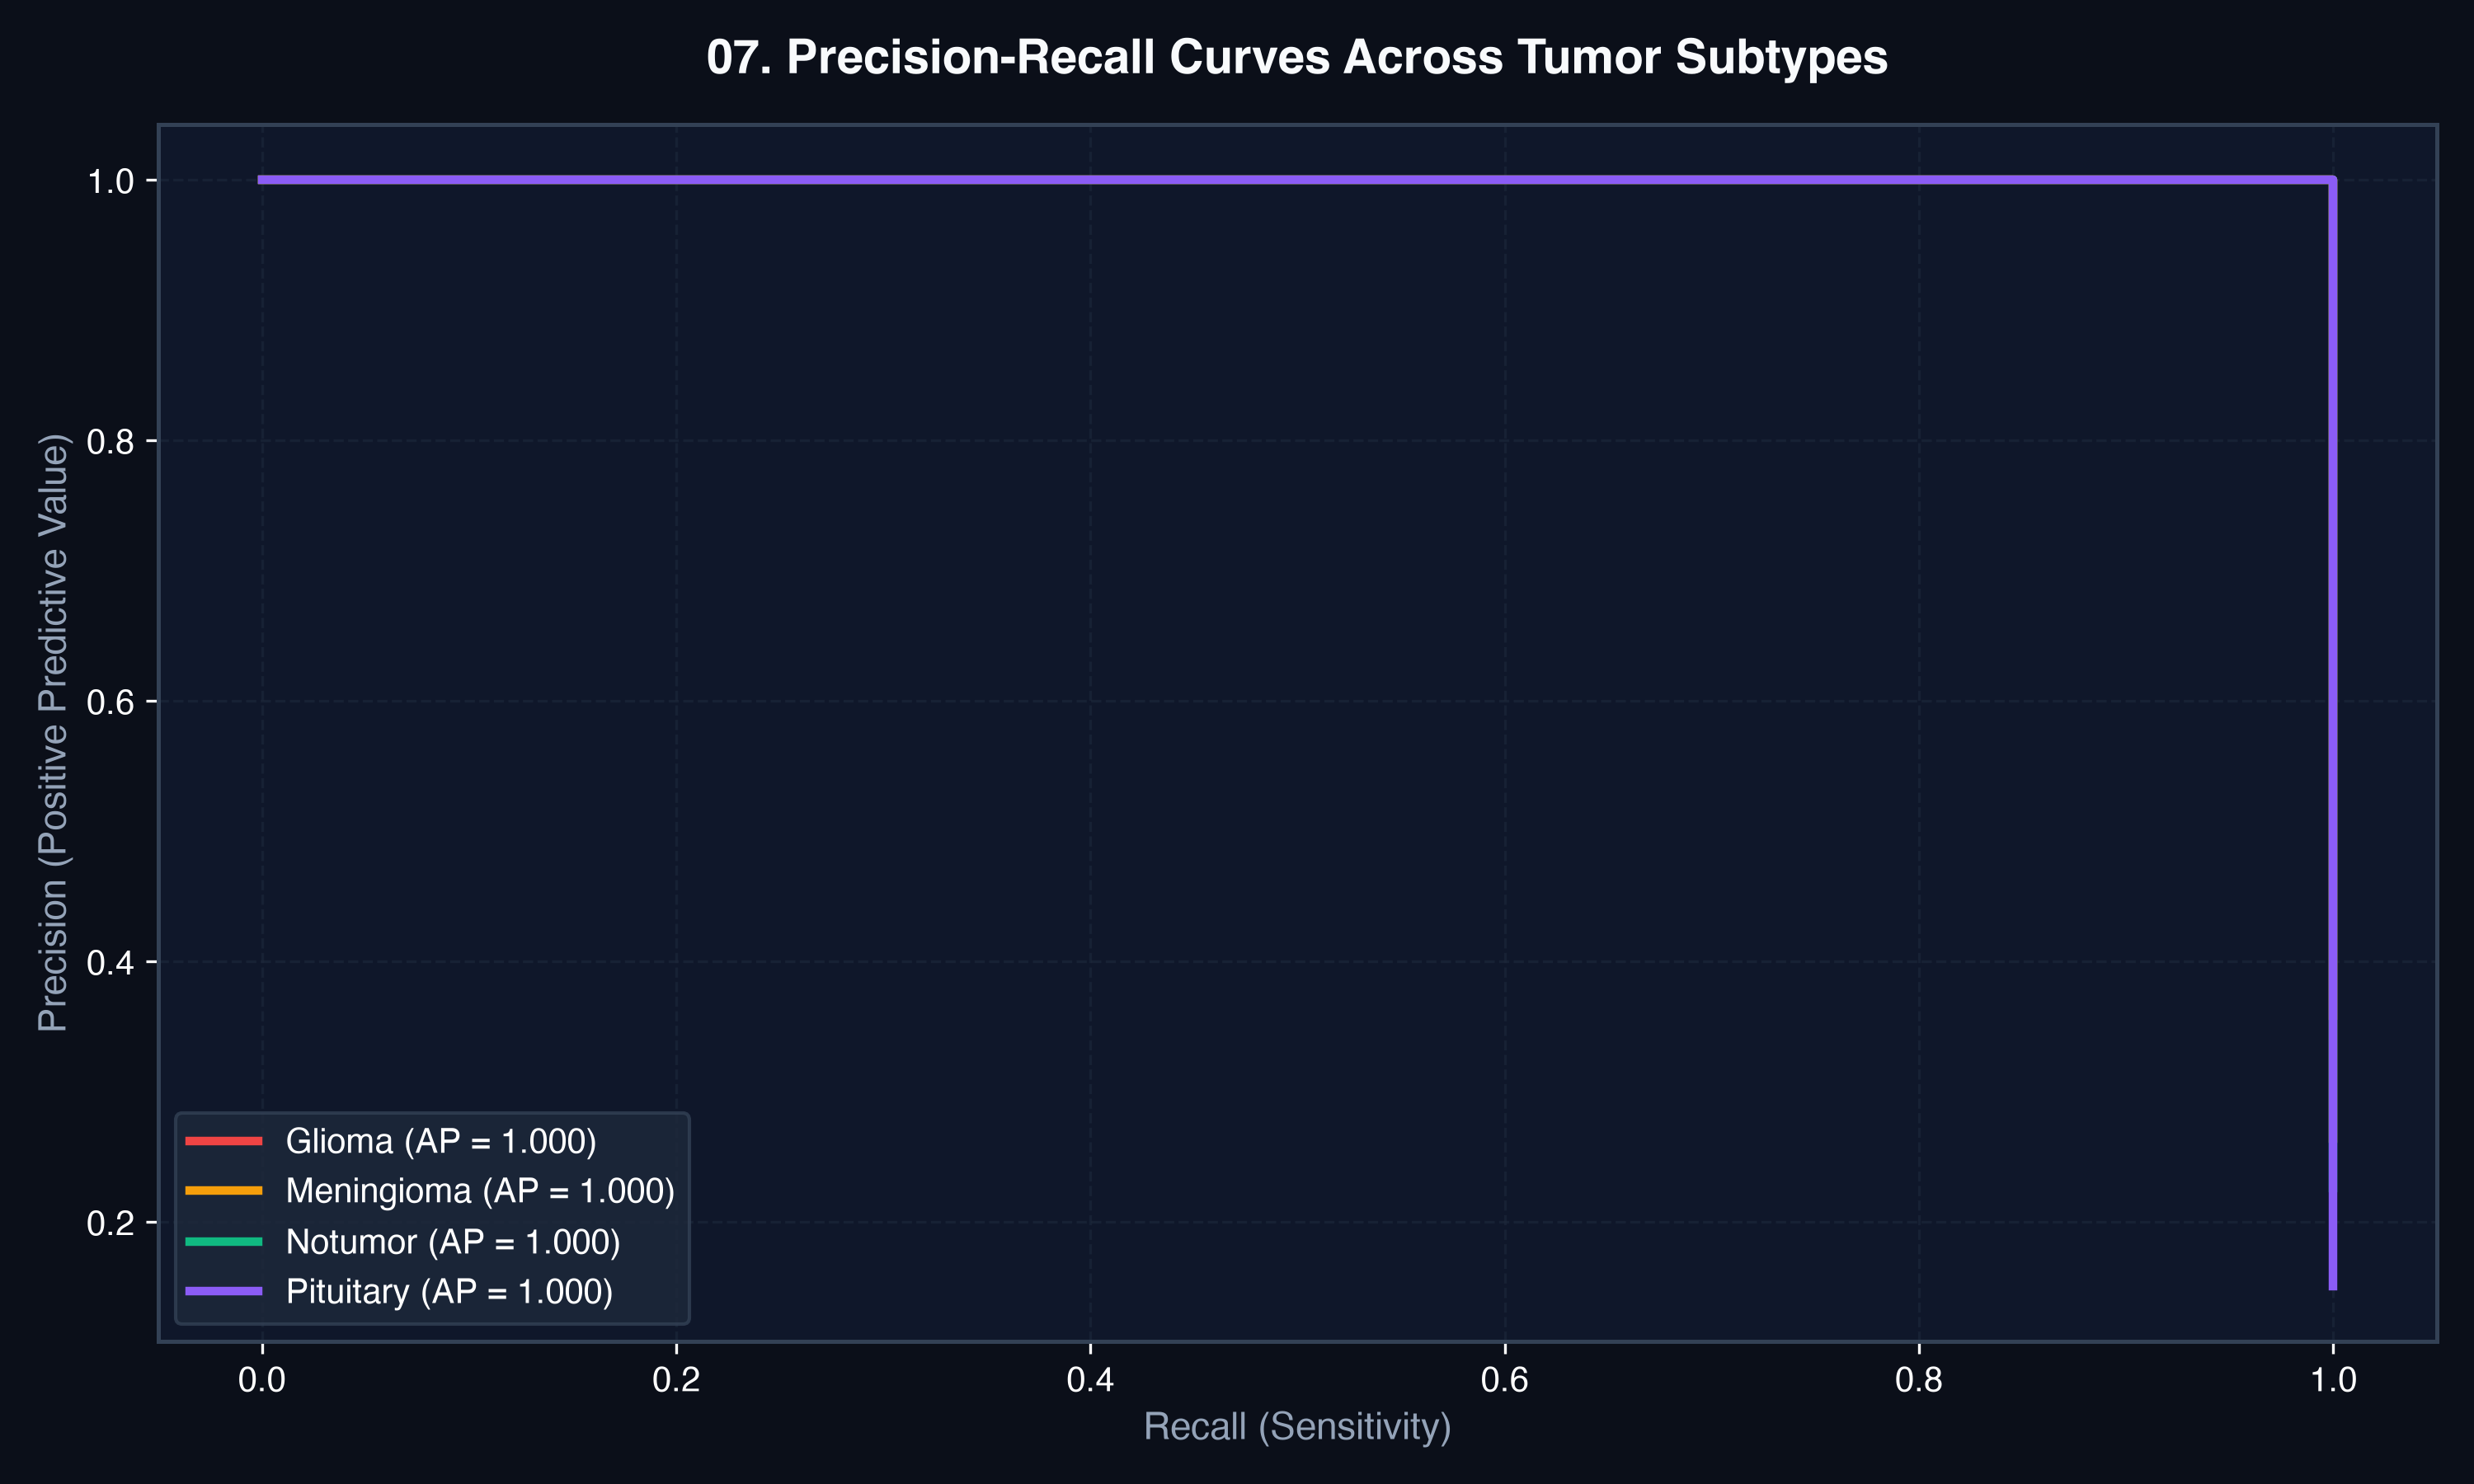 07. Precision-Recall Curves Across Tumor Subtypes
Precision (Positive Predictive Value)
1.0
0.8
0.6
0.4
0.2
Glioma (AP = 1.000)
Meningioma (AP = 1.000)
Notumor (AP = 1.000)
Pituitary (AP = 1.000)
0.0 0.2 0.4 0.6 0.8 1.0
Recall (Sensitivity)